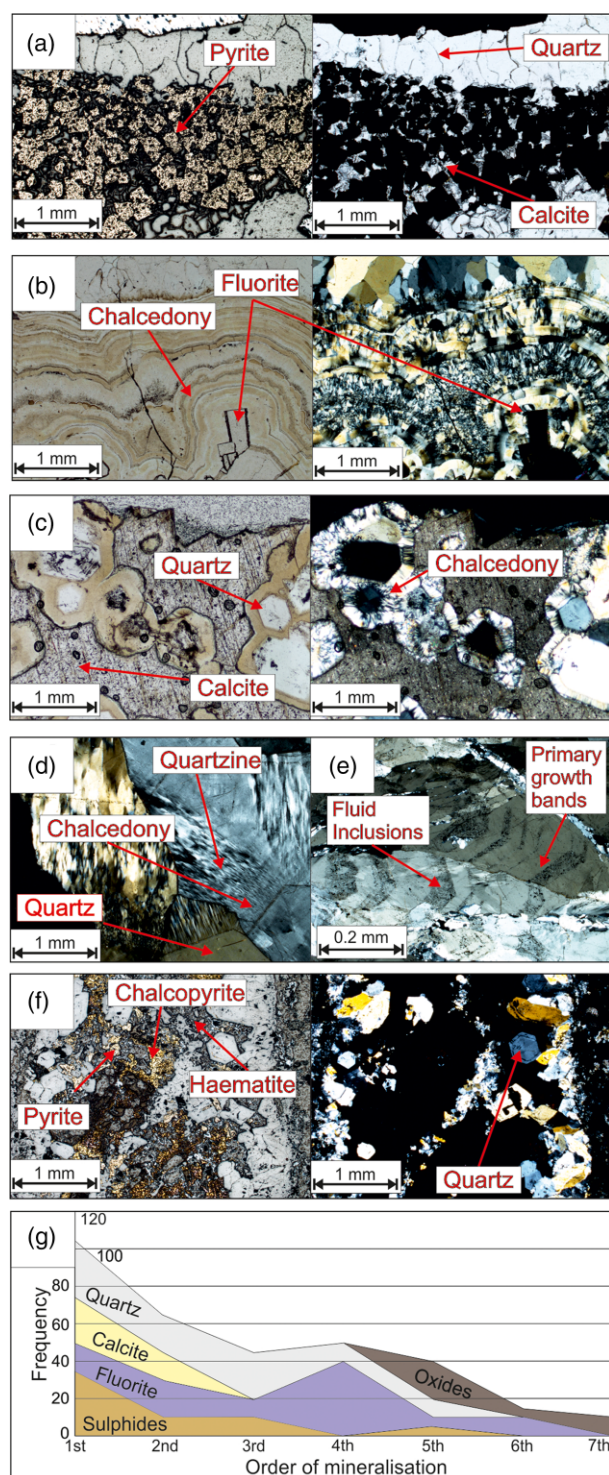 (a)
Pyrite
Quartz
Calcite
1 mm
1 mm
(b)
Fluorite
Chalcedony
1 mm
1 mm
(c)
Quartz
Chalcedony
Calcite
1 mm
1 mm
(d)
Quartzine
Chalcedony
Quartz
1 mm
(e)
Primary
growth
bands
Fluid
Inclusions
0.2 mm
(f)
Chalcopyrite
Haematite
Pyrite
Quartz
1 mm
1 mm
(g)
120
100
80
60
40
20
0
Frequency
Quartz
Calcite
Fluorite
Sulphides
Oxides
1st 2nd 3rd 4th 5th 6th 7th
Order of mineralisation